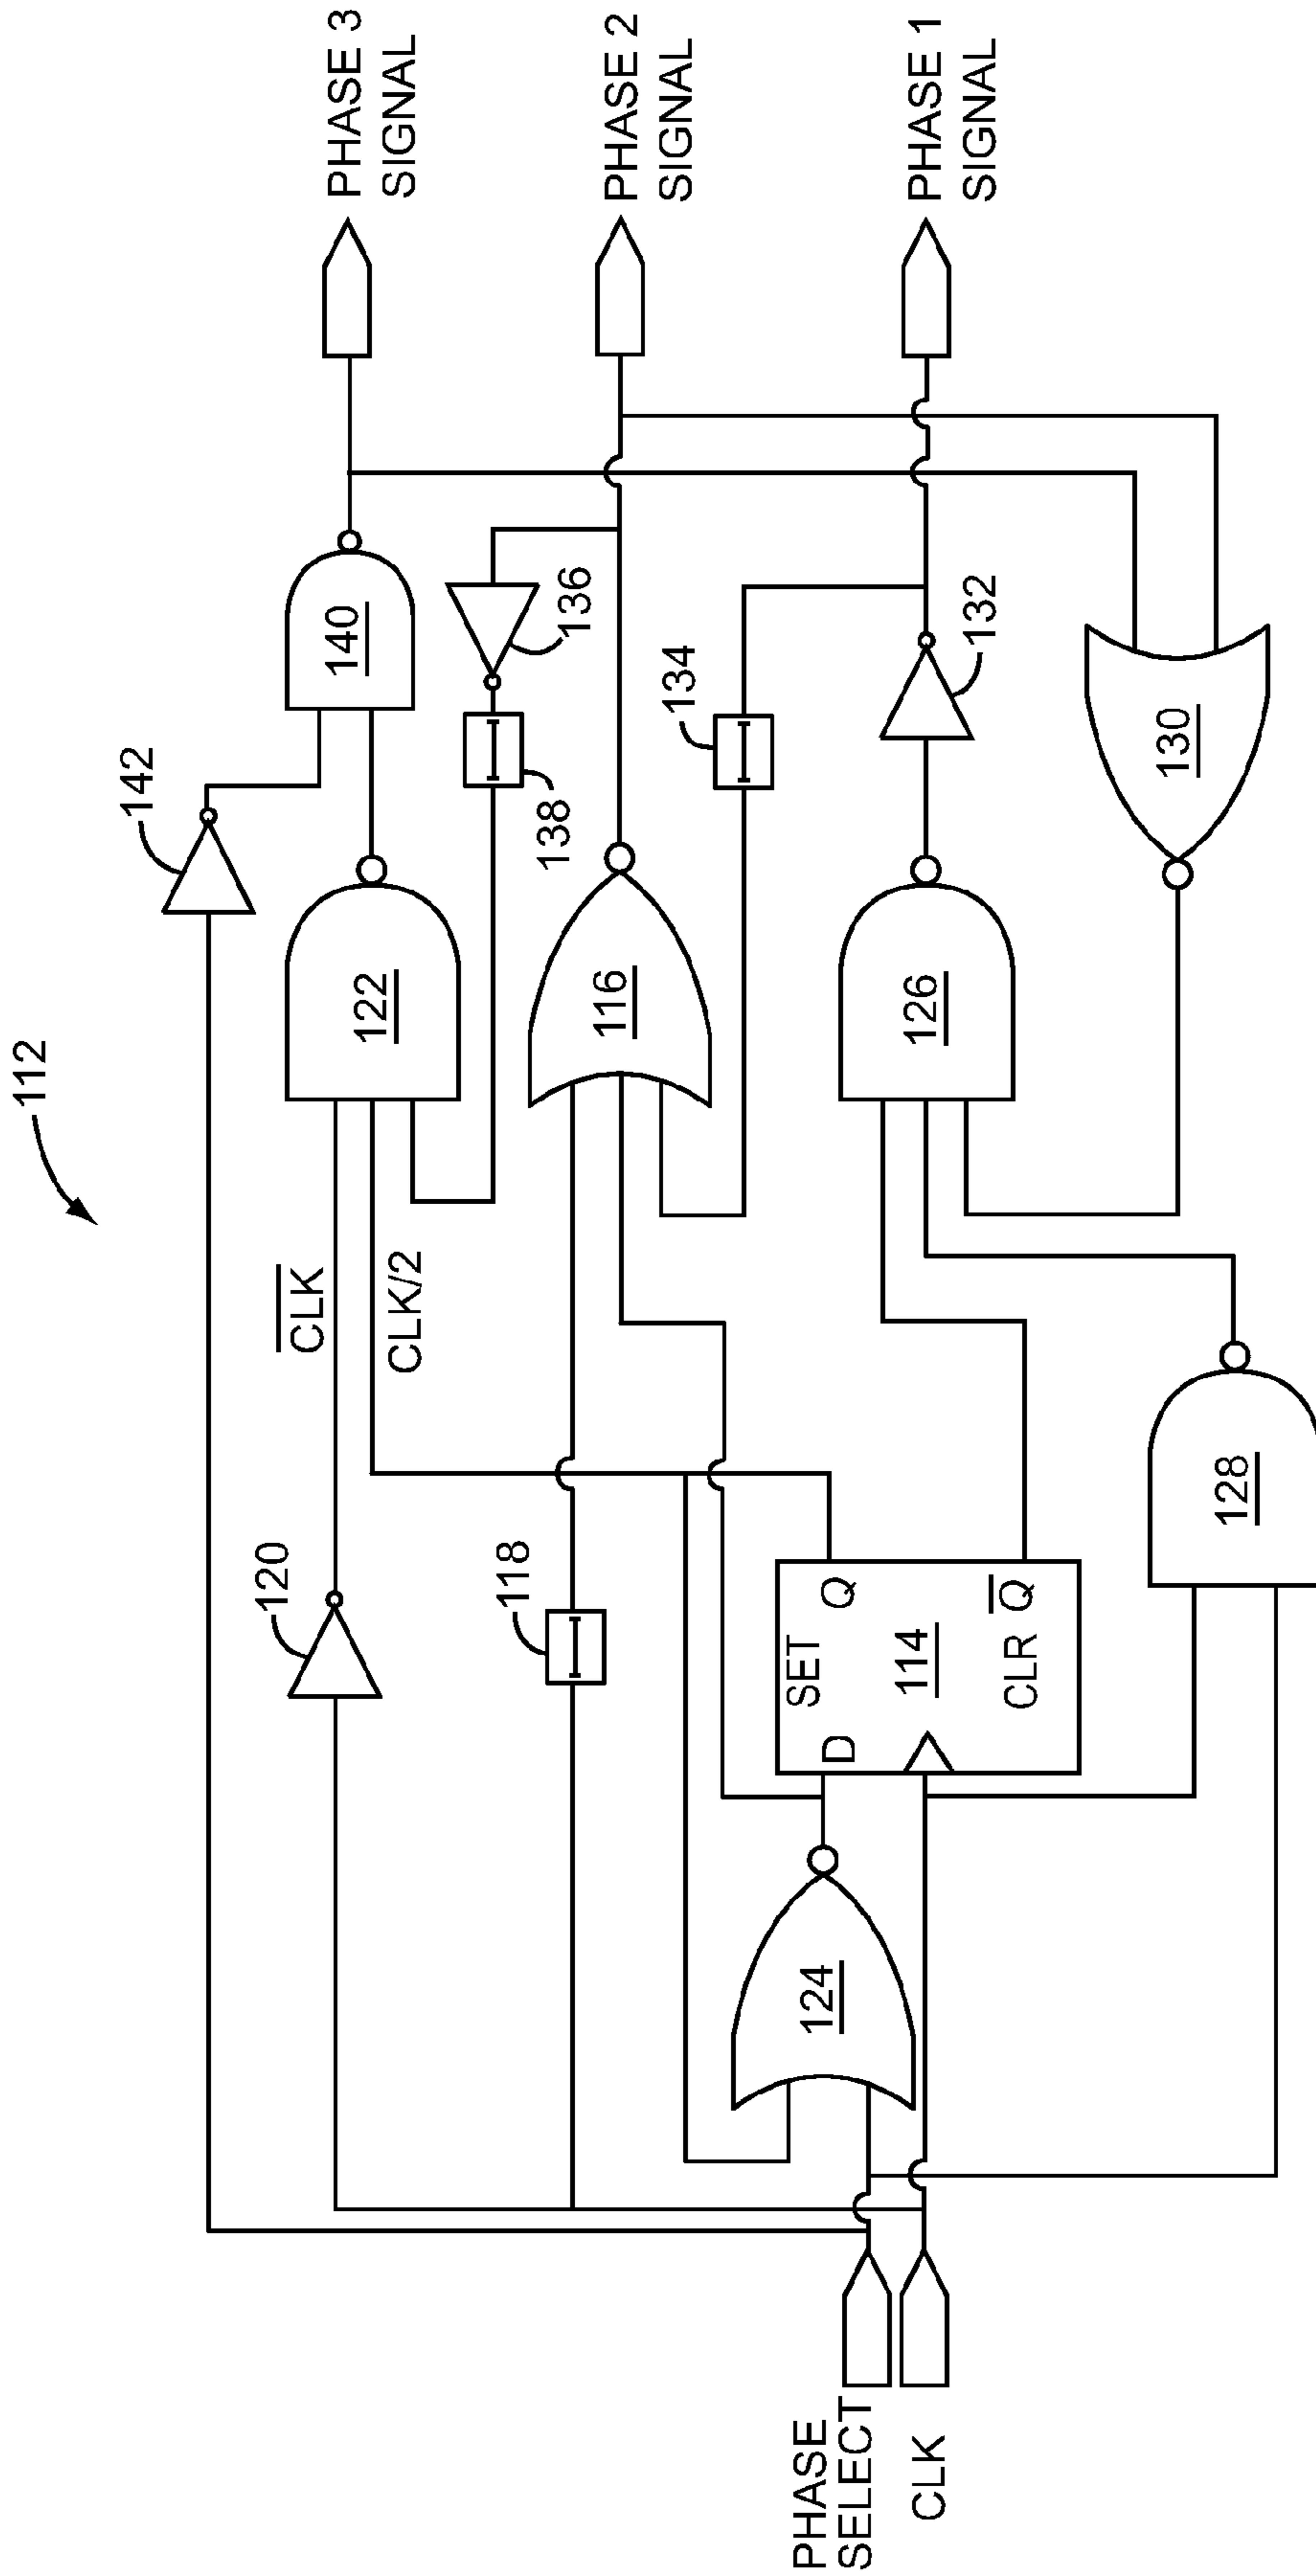 112
142
140
PHASE 3
SIGNAL
120
CLK
122
CLK/2
136
138
PHASE 2
SIGNAL
118
116
134
SET
Q
D
114
CLR
Q
124
126
132
PHASE 1
SIGNAL
128
130
PHASE
SELECT
CLK